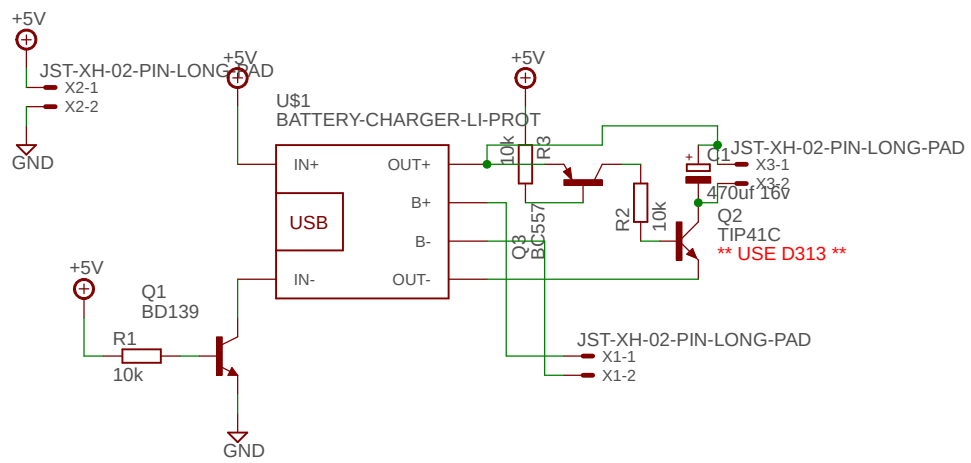 +5V
JST-XH-02-PIN-LONG-PAD
X2-1
X2-2
GND
+5V
U$1
BATTERY-CHARGER-LI-PROT
IN+
OUT+
B+
USB
B-
IN-
OUT-
+5V
10k
R3
Q3
BC557
R2
10k
+
C1
470uf 16v
JST-XH-02-PIN-LONG-PAD
X3-1
X3-2
Q2
TIP41C
** USE D313 **
+5V
Q1
BD139
R1
10k
GND
JST-XH-02-PIN-LONG-PAD
X1-1
X1-2